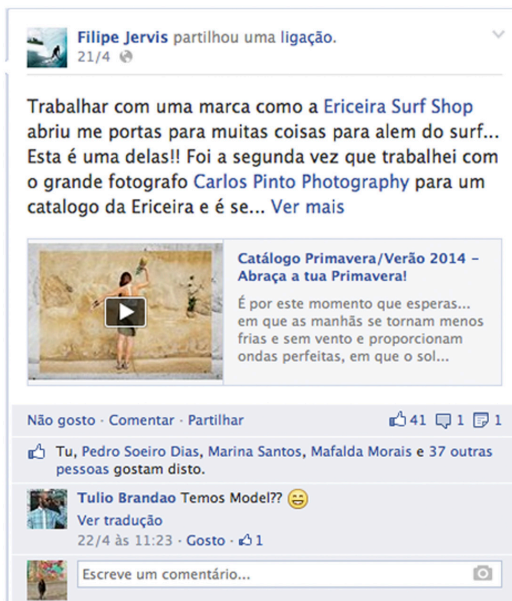 Filipe Jervis partilhou uma ligação.
21/4
Trabalhar com uma marca como a Ericeira Surf Shop
abriu me portas para muitas coisas para alem do surf...
Esta é uma delas!! Foi a segunda vez que trabalhei com
o grande fotografo Carlos Pinto Photography para um
catalogo da Ericeira e é se... Ver mais
Catálogo Primavera/Verão 2014 –
Abraça a tua Primavera!
É por este momento que esperas...
em que as manhãs se tornam menos
frias e sem vento e proporcionam
ondas perfeitas, em que o sol...
Não gosto · Comentar · Partilhar 41 1 1
Tu, Pedro Soeiro Dias, Marina Santos, Mafalda Morais e 37 outras
pessoas gostam disto.
Tulio Brandao Temos Model??
Ver tradução
22/4 às 11:23 · Gosto · 1
Escreve um comentário...